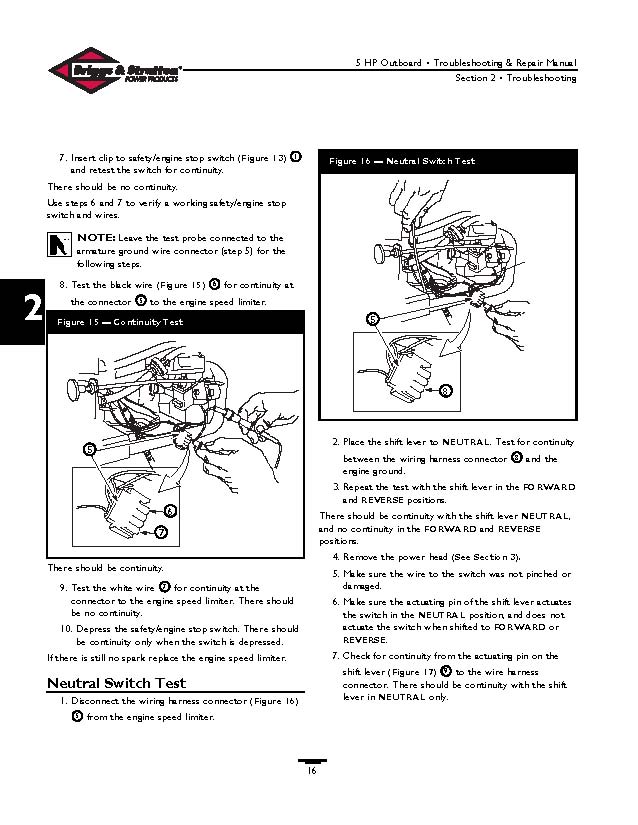 Briggs & Stratton
POWER PRODUCTS
5 HP Outboard • Troubleshooting & Repair Manual
Section 2 • Troubleshooting
7. Insert clip to safety/engine stop switch (Figure 13) 1
and retest the switch for continuity.
There should be no continuity.
Use steps 6 and 7 to verify a working safety/engine stop
switch and wires.
NOTE: Leave the test probe connected to the
armature ground wire connector (step 5) for the
following steps.
8. Test the black wire (Figure 15) 6 for continuity at
the connector 5 to the engine speed limiter.
2
Figure 15 — Continuity Test
5
6
7
There should be continuity.
9. Test the white wire 7 for continuity at the
connector to the engine speed limiter. There should
be no continuity.
10. Depress the safety/engine stop switch. There should
be continuity only when the switch is depressed.
If there is still no spark replace the engine speed limiter.
Neutral Switch Test
1. Disconnect the wiring harness connector (Figure 16)
5 from the engine speed limiter.
Figure 16 — Neutral Switch Test
5
8
2. Place the shift lever to NEUTRAL. Test for continuity
between the wiring harness connector 8 and the
engine ground.
3. Repeat the test with the shift lever in the FORWARD
and REVERSE positions.
There should be continuity with the shift lever NEUTRAL,
and no continuity in the FORWARD and REVERSE
positions.
4. Remove the power head (See Section 3).
5. Make sure the wire to the switch was not pinched or
damaged.
6. Make sure the actuating pin of the shift lever actuates
the switch in the NEUTRAL position, and does not
actuate the switch when shifted to FORWARD or
REVERSE.
7. Check for continuity from the actuating pin on the
shift lever (Figure 17) 9 to the wire harness
connector. There should be continuity with the shift
lever in NEUTRAL only.
16